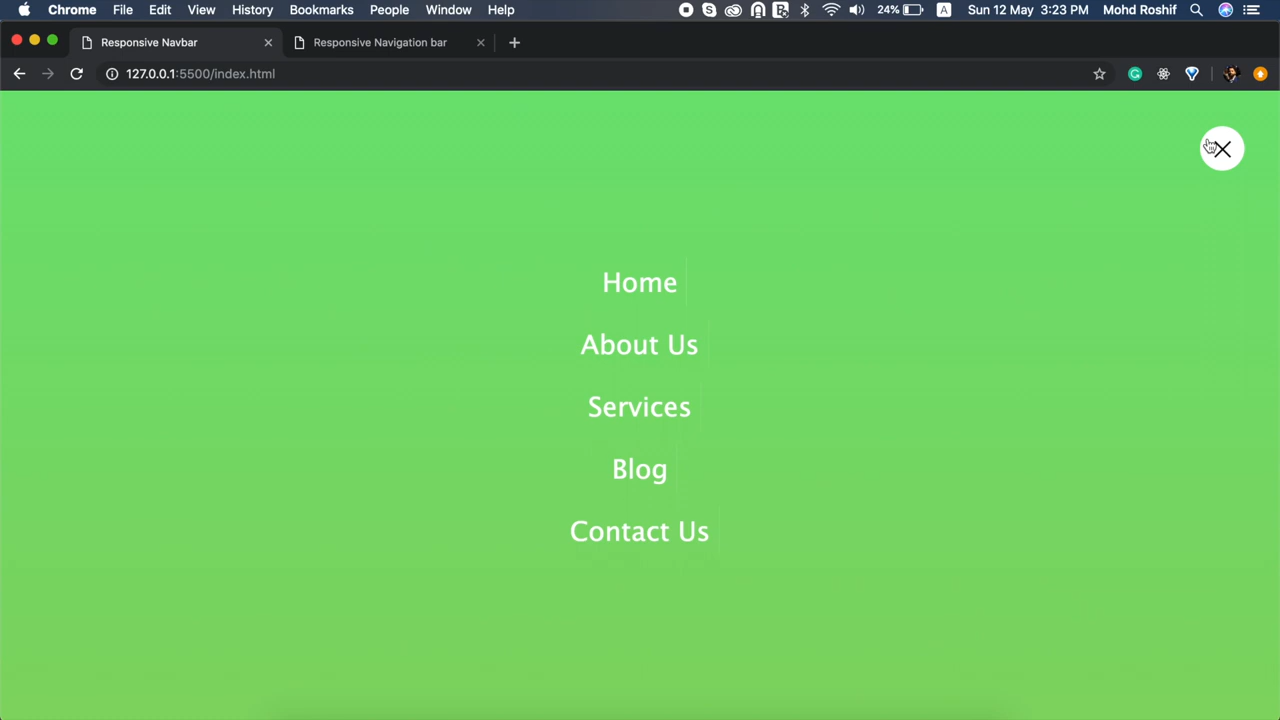 Chrome File Edit View History Bookmarks People Window Help 24% A Sun 12 May 3:23 PM Mohd Roshif
Responsive Navbar Responsive Navigation bar
127.0.0.1:5500/index.html
Home
About Us
Services
Blog
Contact Us